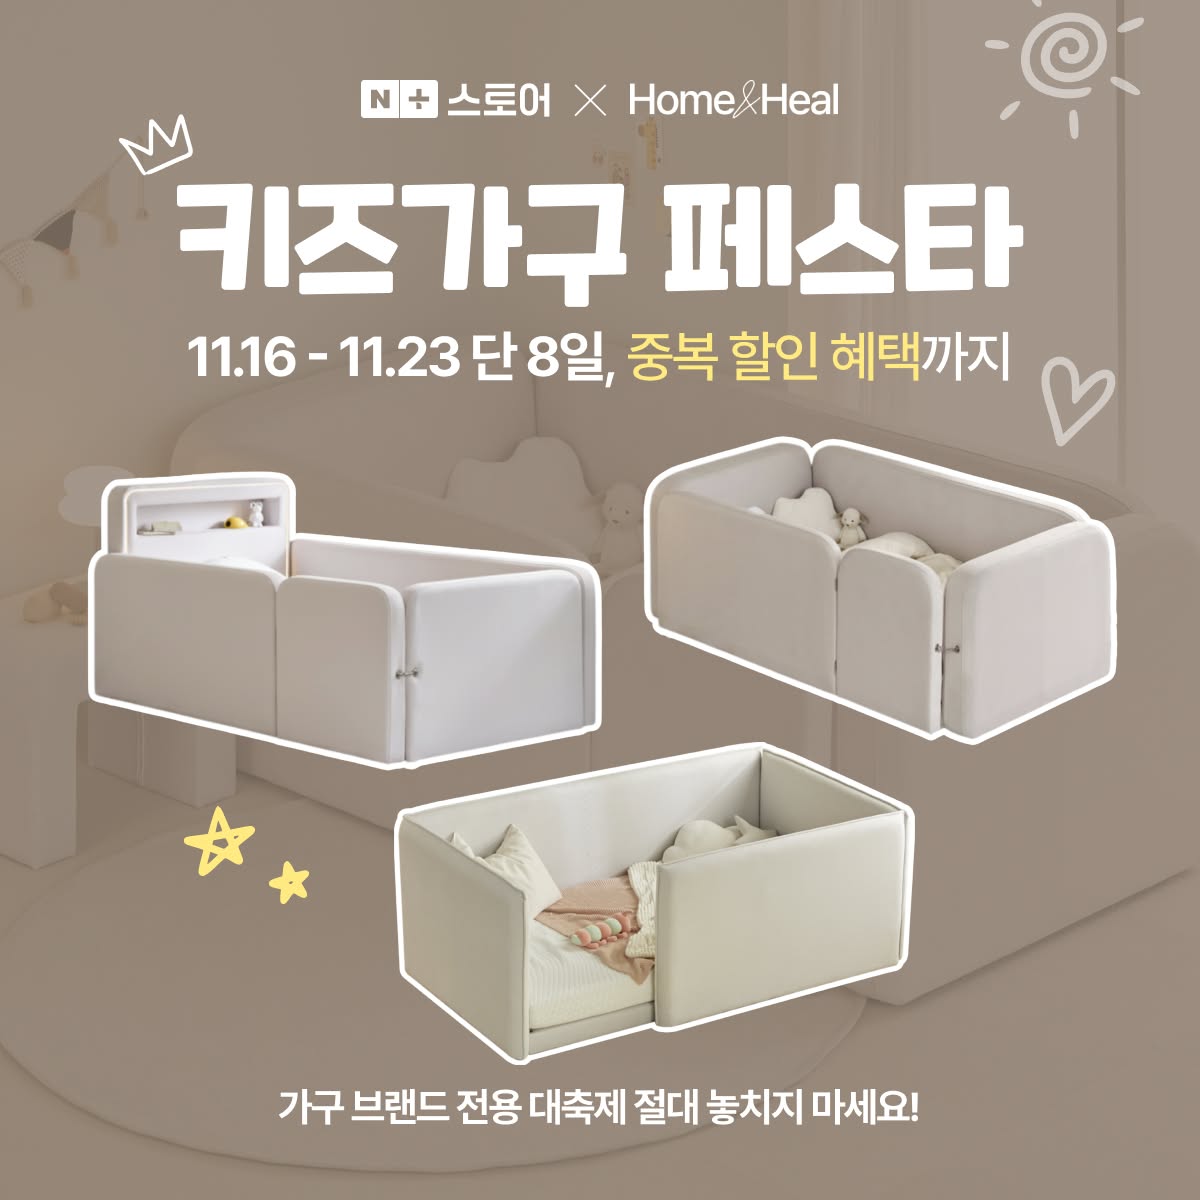 N+ 스토어 × Home&Heal
키즈가구 페스타
11.16 - 11.23 단 8일, 중복 할인 혜택까지
가구 브랜드 전용 대축제 절대 놓치지 마세요!